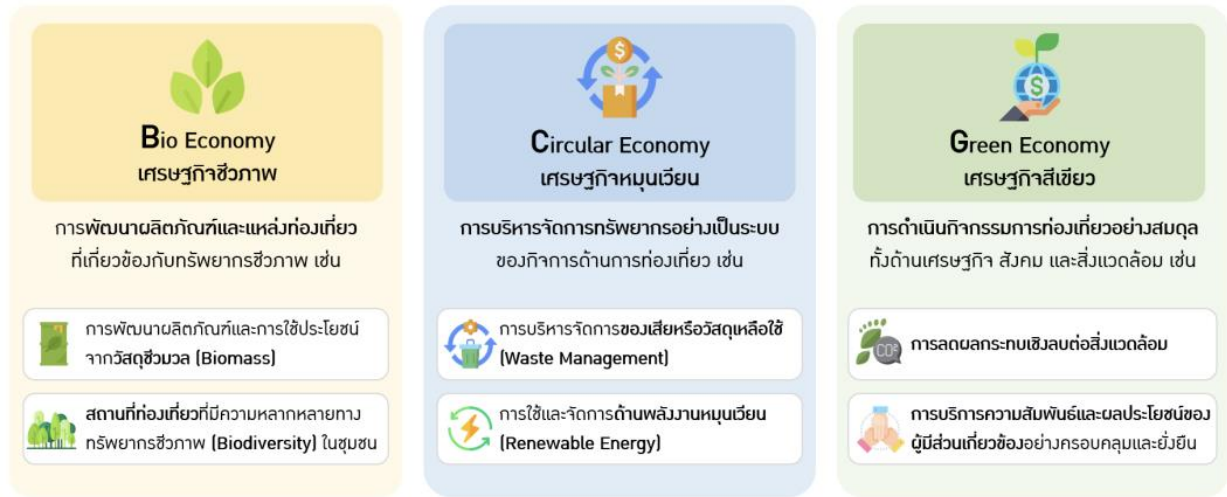 Bio Economy
เศรษฐกิจชีวภาพ
การพัฒนาผลิตภัณฑ์และแหล่งท่องเที่ยว
ที่เกี่ยวข้องกับทรัพยากรชีวภาพ เช่น
การพัฒนาผลิตภัณฑ์และการใช้ประโยชน์
จากวัสดุชีวมวล (Biomass)
สถานที่ท่องเที่ยวที่มีความหลากหลายทาง
ทรัพยากรชีวภาพ (Biodiversity) ในชุมชน
Circular Economy
เศรษฐกิจหมุนเวียน
การบริหารจัดการทรัพยากรอย่างเป็นระบบ
ของกิจการด้านการท่องเที่ยว เช่น
การบริหารจัดการของเสียหรือวัสดุเหลือใช้
(Waste Management)
การใช้และจัดการด้านพลังงานหมุนเวียน
(Renewable Energy)
Green Economy
เศรษฐกิจสีเขียว
การดำเนินกิจกรรมการท่องเที่ยวอย่างสมดุล
ทั้งด้านเศรษฐกิจ สังคม และสิ่งแวดล้อม เช่น
การลดผลกระทบเชิงลบต่อสิ่งแวดล้อม
การบริการความสัมพันธ์และผลประโยชน์ของ
ผู้มีส่วนเกี่ยวข้องอย่างครอบคลุมและยั่งยืน